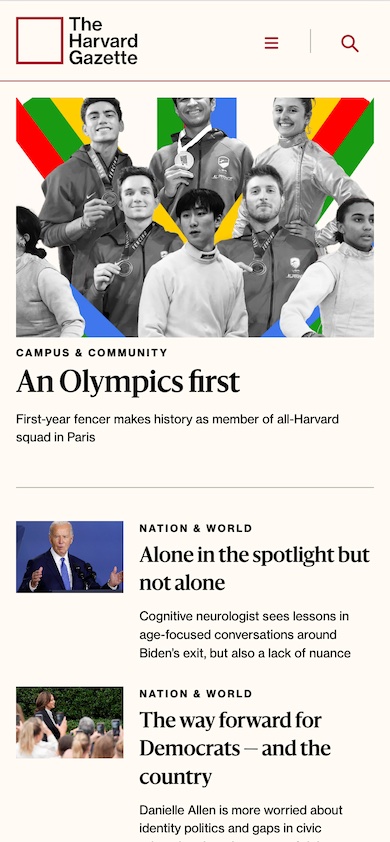 The
Harvard
Gazette
CAMPUS & COMMUNITY
An Olympics first
First-year fencer makes history as member of all-Harvard
squad in Paris
NATION & WORLD
Alone in the spotlight but
not alone
Cognitive neurologist sees lessons in
age-focused conversations around
Biden's exit, but also a lack of nuance
NATION & WORLD
The way forward for
Democrats — and the
country
Danielle Allen is more worried about
identity politics and gaps in civic